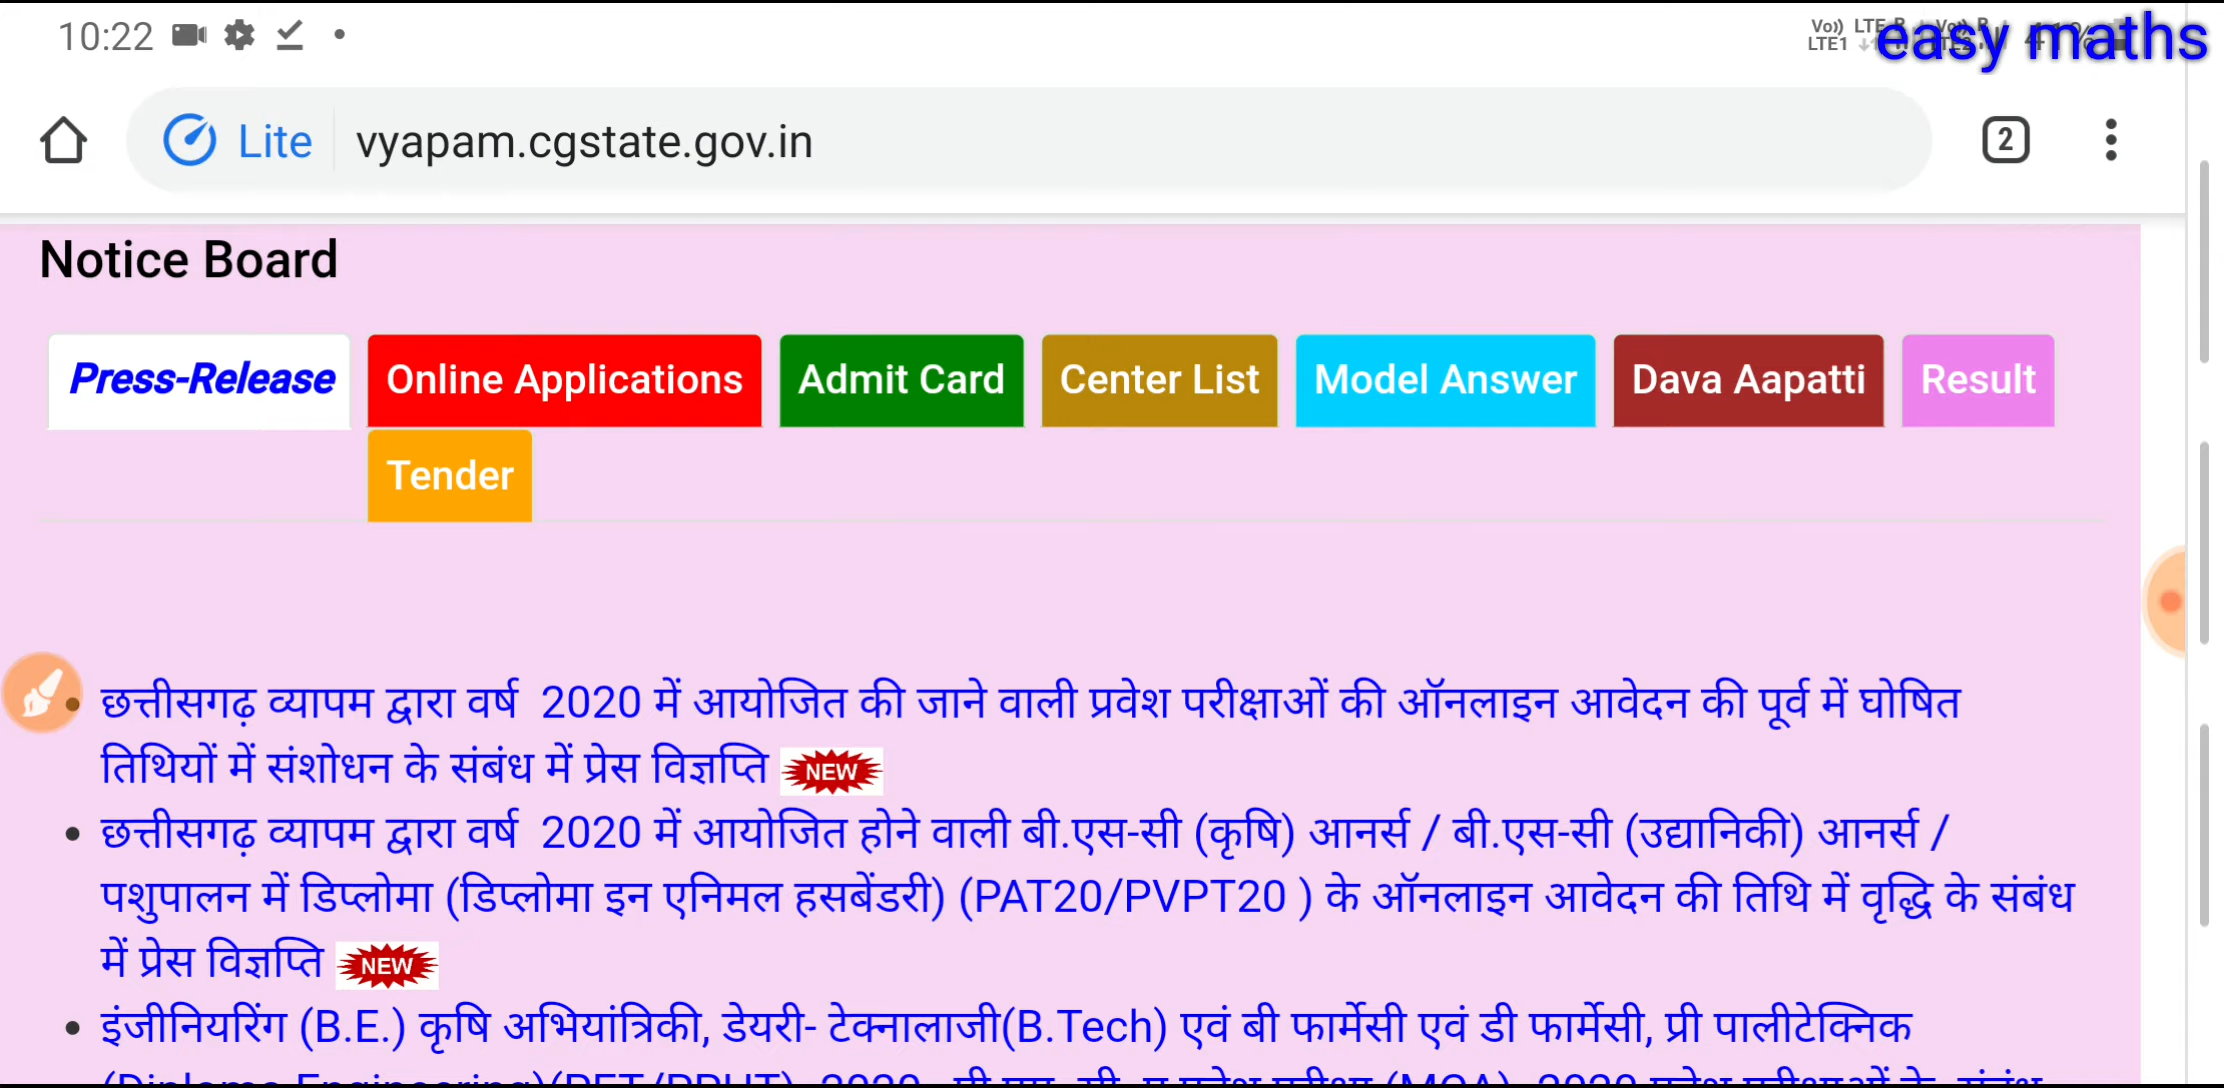 10:22
Vo)) LTE
LTE1
easy maths
Lite vyapam.cgstate.gov.in 2
Notice Board
Press-Release Online Applications Admit Card Center List Model Answer Dava Aapatti Result
Tender
छत्तीसगढ़ व्यापम द्वारा वर्ष 2020 में आयोजित की जाने वाली प्रवेश परीक्षाओं की ऑनलाइन आवेदन की पूर्व में घोषित
तिथियों में संशोधन के संबंध में प्रेस विज्ञप्ति NEW
छत्तीसगढ़ व्यापम द्वारा वर्ष 2020 में आयोजित होने वाली बी.एस-सी (कृषि) आनर्स / बी.एस-सी (उद्यानिकी) आनर्स /
पशुपालन में डिप्लोमा (डिप्लोमा इन एनिमल हसबेंडरी) (PAT20/PVPT20 ) के ऑनलाइन आवेदन की तिथि में वृद्धि के संबंध
में प्रेस विज्ञप्ति NEW
इंजीनियरिंग (B.E.) कृषि अभियांत्रिकी, डेयरी- टेक्नालाजी(B.Tech) एवं बी फार्मेसी एवं डी फार्मेसी, प्री पालीटेक्निक